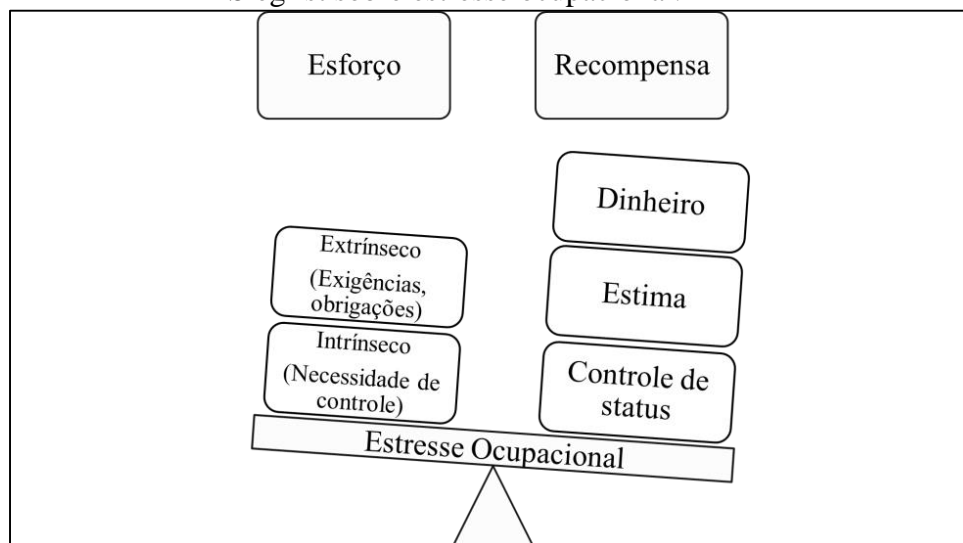 Esforço
Recompensa
Dinheiro
Extrínseco
(Exigências,
obrigações)
Estima
Intrínseco
(Necessidade de
controle)
Controle de
status
Estresse Ocupacional